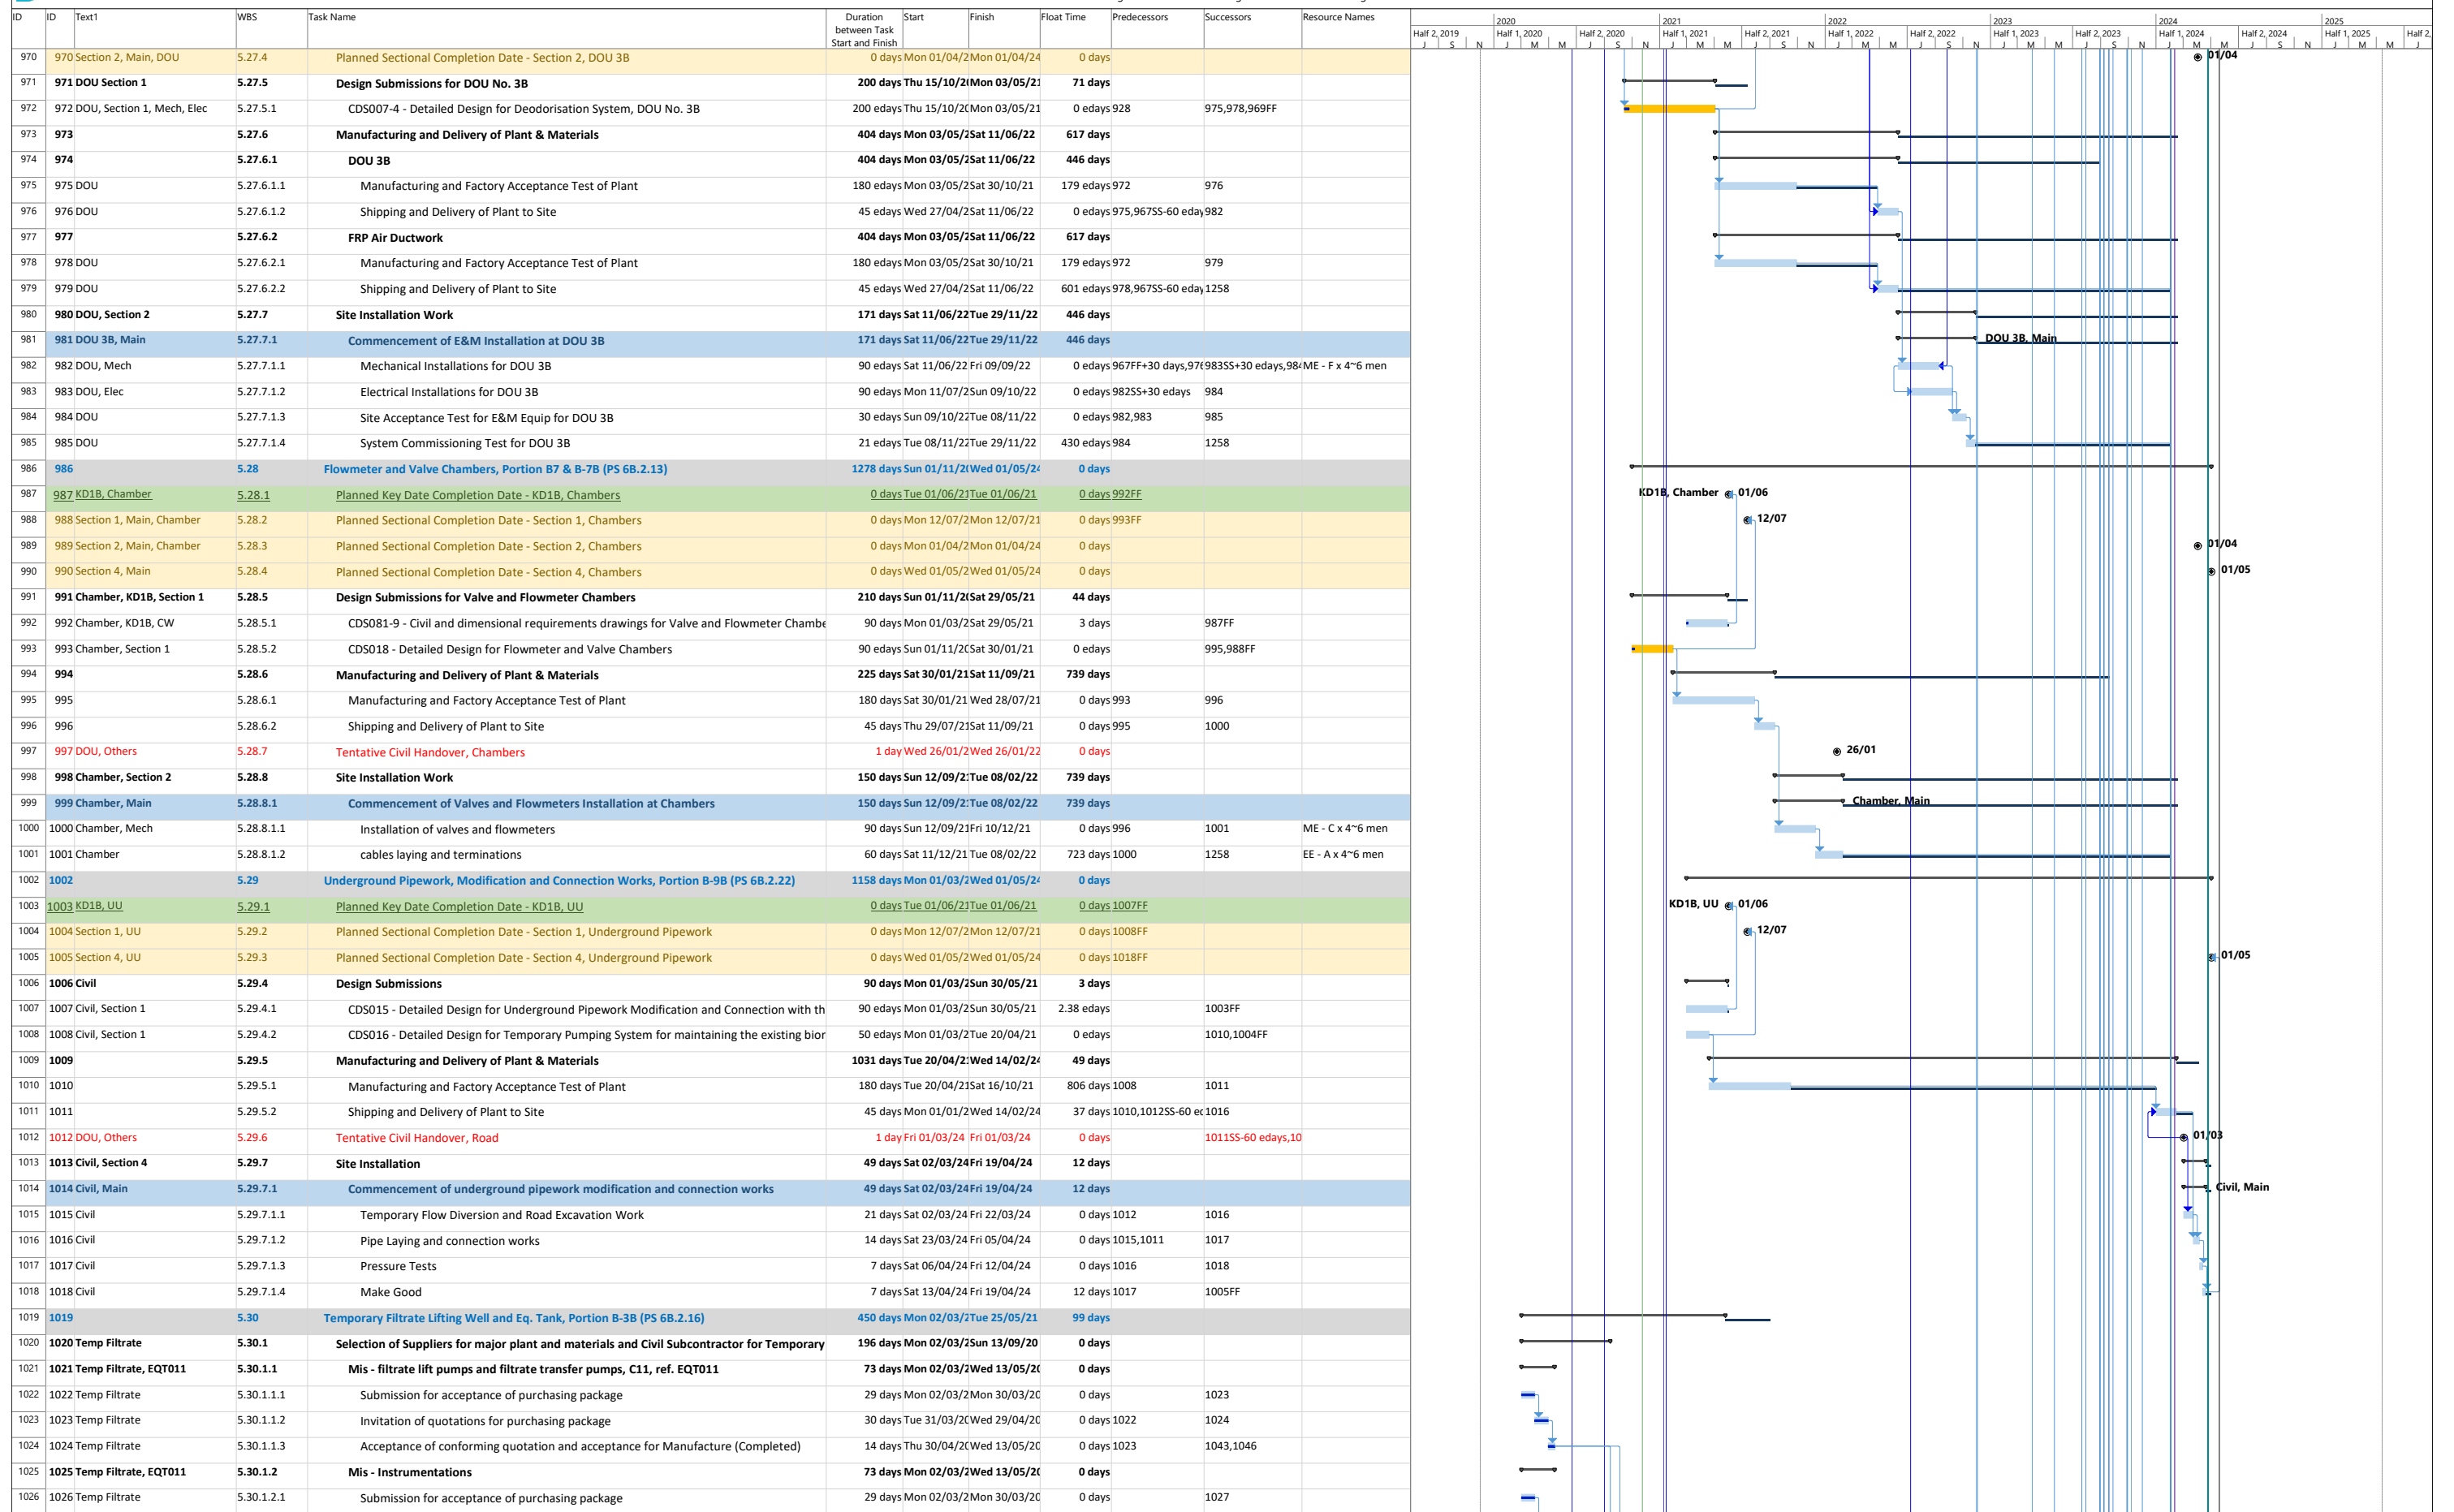 ID ID Text1 WBS Task Name Duration between Task Start and Finish Start Finish Float Time Predecessors Successors Resource Names
2020 2021 2022 2023 2024 2025
Half 2, 2019 Half 1, 2020 Half 2, 2020 Half 1, 2021 Half 2, 2021 Half 1, 2022 Half 2, 2022 Half 1, 2023 Half 2, 2023 Half 1, 2024 Half 2, 2024 Half 1, 2025 Half 2,
J S N J M M J S N J M M J S N J M M J S N J M M J S N J M M J S N J M M J
970 970 Section 2, Main, DOU 5.27.4 Planned Sectional Completion Date - Section 2, DOU 3B 0 days Mon 01/04/2 Mon 01/04/24 0 days 01/04
971 971 DOU Section 1 5.27.5 Design Submissions for DOU No. 3B 200 days Thu 15/10/20 Mon 03/05/21 71 days
972 972 DOU, Section 1, Mech, Elec 5.27.5.1 CDS007-4 - Detailed Design for Deodorisation System, DOU No. 3B 200 edays Thu 15/10/20 Mon 03/05/21 0 edays 928 975,978,969FF
973 973 5.27.6 Manufacturing and Delivery of Plant & Materials 404 days Mon 03/05/2 Sat 11/06/22 617 days
974 974 5.27.6.1 DOU 3B 404 days Mon 03/05/2 Sat 11/06/22 446 days
975 975 DOU 5.27.6.1.1 Manufacturing and Factory Acceptance Test of Plant 180 edays Mon 03/05/2 Sat 30/10/21 179 edays 972 976
976 976 DOU 5.27.6.1.2 Shipping and Delivery of Plant to Site 45 edays Wed 27/04/2 Sat 11/06/22 0 edays 975,967SS-60 eday 982
977 977 5.27.6.2 FRP Air Ductwork 404 days Mon 03/05/2 Sat 11/06/22 617 days
978 978 DOU 5.27.6.2.1 Manufacturing and Factory Acceptance Test of Plant 180 edays Mon 03/05/2 Sat 30/10/21 179 edays 972 979
979 979 DOU 5.27.6.2.2 Shipping and Delivery of Plant to Site 45 edays Wed 27/04/2 Sat 11/06/22 601 edays 978,967SS-60 eday 1258
980 980 DOU, Section 2 5.27.7 Site Installation Work 171 days Sat 11/06/22 Tue 29/11/22 446 days
981 981 DOU 3B, Main 5.27.7.1 Commencement of E&M Installation at DOU 3B 171 days Sat 11/06/22 Tue 29/11/22 446 days DOU 3B, Main
982 982 DOU, Mech 5.27.7.1.1 Mechanical Installations for DOU 3B 90 edays Sat 11/06/22 Fri 09/09/22 0 edays 967FF+30 days,976 983SS+30 edays,984 ME - F x 4~6 men
983 983 DOU, Elec 5.27.7.1.2 Electrical Installations for DOU 3B 90 edays Mon 11/07/2 Sun 09/10/22 0 edays 982SS+30 edays 984
984 984 DOU 5.27.7.1.3 Site Acceptance Test for E&M Equip for DOU 3B 30 edays Sun 09/10/22 Tue 08/11/22 0 edays 982,983 985
985 985 DOU 5.27.7.1.4 System Commissioning Test for DOU 3B 21 edays Tue 08/11/22 Tue 29/11/22 430 edays 984 1258
986 986 5.28 Flowmeter and Valve Chambers, Portion B7 & B-7B (PS 6B.2.13) 1278 days Sun 01/11/20 Wed 01/05/24 0 days
987 987 KD1B, Chamber 5.28.1 Planned Key Date Completion Date - KD1B, Chambers 0 days Tue 01/06/21 Tue 01/06/21 0 days 992FF KD1B, Chamber 01/06
988 988 Section 1, Main, Chamber 5.28.2 Planned Sectional Completion Date - Section 1, Chambers 0 days Mon 12/07/2 Mon 12/07/21 0 days 993FF 12/07
989 989 Section 2, Main, Chamber 5.28.3 Planned Sectional Completion Date - Section 2, Chambers 0 days Mon 01/04/2 Mon 01/04/24 0 days 01/04
990 990 Section 4, Main 5.28.4 Planned Sectional Completion Date - Section 4, Chambers 0 days Wed 01/05/2 Wed 01/05/24 0 days 01/05
991 991 Chamber, KD1B, Section 1 5.28.5 Design Submissions for Valve and Flowmeter Chambers 210 days Sun 01/11/20 Sat 29/05/21 44 days
992 992 Chamber, KD1B, CW 5.28.5.1 CDS081-9 - Civil and dimensional requirements drawings for Valve and Flowmeter Chambe 90 days Mon 01/03/2 Sat 29/05/21 3 days 987FF
993 993 Chamber, Section 1 5.28.5.2 CDS018 - Detailed Design for Flowmeter and Valve Chambers 90 edays Sun 01/11/20 Sat 30/01/21 0 edays 995,988FF
994 994 5.28.6 Manufacturing and Delivery of Plant & Materials 225 days Sat 30/01/21 Sat 11/09/21 739 days
995 995 5.28.6.1 Manufacturing and Factory Acceptance Test of Plant 180 days Sat 30/01/21 Wed 28/07/21 0 days 993 996
996 996 5.28.6.2 Shipping and Delivery of Plant to Site 45 days Thu 29/07/21 Sat 11/09/21 0 days 995 1000
997 997 DOU, Others 5.28.7 Tentative Civil Handover, Chambers 1 day Wed 26/01/2 Wed 26/01/22 0 days 26/01
998 998 Chamber, Section 2 5.28.8 Site Installation Work 150 days Sun 12/09/21 Tue 08/02/22 739 days
999 999 Chamber, Main 5.28.8.1 Commencement of Valves and Flowmeters Installation at Chambers 150 days Sun 12/09/21 Tue 08/02/22 739 days Chamber, Main
1000 1000 Chamber, Mech 5.28.8.1.1 Installation of valves and flowmeters 90 days Sun 12/09/21 Fri 10/12/21 0 days 996 1001 ME - C x 4~6 men
1001 1001 Chamber 5.28.8.1.2 cables laying and terminations 60 days Sat 11/12/21 Tue 08/02/22 723 days 1000 1258 EE - A x 4~6 men
1002 1002 5.29 Underground Pipework, Modification and Connection Works, Portion B-9B (PS 6B.2.22) 1158 days Mon 01/03/2 Wed 01/05/24 0 days
1003 1003 KD1B, UU 5.29.1 Planned Key Date Completion Date - KD1B, UU 0 days Tue 01/06/21 Tue 01/06/21 0 days 1007FF KD1B, UU 01/06
1004 1004 Section 1, UU 5.29.2 Planned Sectional Completion Date - Section 1, Underground Pipework 0 days Mon 12/07/2 Mon 12/07/21 0 days 1008FF 12/07
1005 1005 Section 4, UU 5.29.3 Planned Sectional Completion Date - Section 4, Underground Pipework 0 days Wed 01/05/2 Wed 01/05/24 0 days 1018FF 01/05
1006 1006 Civil 5.29.4 Design Submissions 90 days Mon 01/03/2 Sun 30/05/21 3 days
1007 1007 Civil, Section 1 5.29.4.1 CDS015 - Detailed Design for Underground Pipework Modification and Connection with th 90 edays Mon 01/03/2 Sun 30/05/21 2.38 edays 1003FF
1008 1008 Civil, Section 1 5.29.4.2 CDS016 - Detailed Design for Temporary Pumping System for maintaining the existing bior 50 edays Mon 01/03/2 Tue 20/04/21 0 edays 1010,1004FF
1009 1009 5.29.5 Manufacturing and Delivery of Plant & Materials 1031 days Tue 20/04/21 Wed 14/02/24 49 days
1010 1010 5.29.5.1 Manufacturing and Factory Acceptance Test of Plant 180 days Tue 20/04/21 Sat 16/10/21 806 days 1008 1011
1011 1011 5.29.5.2 Shipping and Delivery of Plant to Site 45 days Mon 01/01/2 Wed 14/02/24 37 days 1010,1012SS-60 ed 1016
1012 1012 DOU, Others 5.29.6 Tentative Civil Handover, Road 1 day Fri 01/03/24 Fri 01/03/24 0 days 1011SS-60 edays,10 01/03
1013 1013 Civil, Section 4 5.29.7 Site Installation 49 days Sat 02/03/24 Fri 19/04/24 12 days
1014 1014 Civil, Main 5.29.7.1 Commencement of underground pipework modification and connection works 49 days Sat 02/03/24 Fri 19/04/24 12 days Civil, Main
1015 1015 Civil 5.29.7.1.1 Temporary Flow Diversion and Road Excavation Work 21 days Sat 02/03/24 Fri 22/03/24 0 days 1012 1016
1016 1016 Civil 5.29.7.1.2 Pipe Laying and connection works 14 days Sat 23/03/24 Fri 05/04/24 0 days 1015,1011 1017
1017 1017 Civil 5.29.7.1.3 Pressure Tests 7 days Sat 06/04/24 Fri 12/04/24 0 days 1016 1018
1018 1018 Civil 5.29.7.1.4 Make Good 7 days Sat 13/04/24 Fri 19/04/24 12 days 1017 1005FF
1019 1019 5.30 Temporary Filtrate Lifting Well and Eq. Tank, Portion B-3B (PS 6B.2.16) 450 days Mon 02/03/2 Tue 25/05/21 99 days
1020 1020 Temp Filtrate 5.30.1 Selection of Suppliers for major plant and materials and Civil Subcontractor for Temporary 196 days Mon 02/03/2 Sun 13/09/20 0 days
1021 1021 Temp Filtrate, EQT011 5.30.1.1 Mis - filtrate lift pumps and filtrate transfer pumps, C11, ref. EQT011 73 days Mon 02/03/2 Wed 13/05/20 0 days
1022 1022 Temp Filtrate 5.30.1.1.1 Submission for acceptance of purchasing package 29 days Mon 02/03/2 Mon 30/03/20 0 days 1023
1023 1023 Temp Filtrate 5.30.1.1.2 Invitation of quotations for purchasing package 30 days Tue 31/03/20 Wed 29/04/20 0 days 1022 1024
1024 1024 Temp Filtrate 5.30.1.1.3 Acceptance of conforming quotation and acceptance for Manufacture (Completed) 14 days Thu 30/04/20 Wed 13/05/20 0 days 1023 1043,1046
1025 1025 Temp Filtrate, EQT011 5.30.1.2 Mis - Instrumentations 73 days Mon 02/03/2 Wed 13/05/20 0 days
1026 1026 Temp Filtrate 5.30.1.2.1 Submission for acceptance of purchasing package 29 days Mon 02/03/2 Mon 30/03/20 0 days 1027